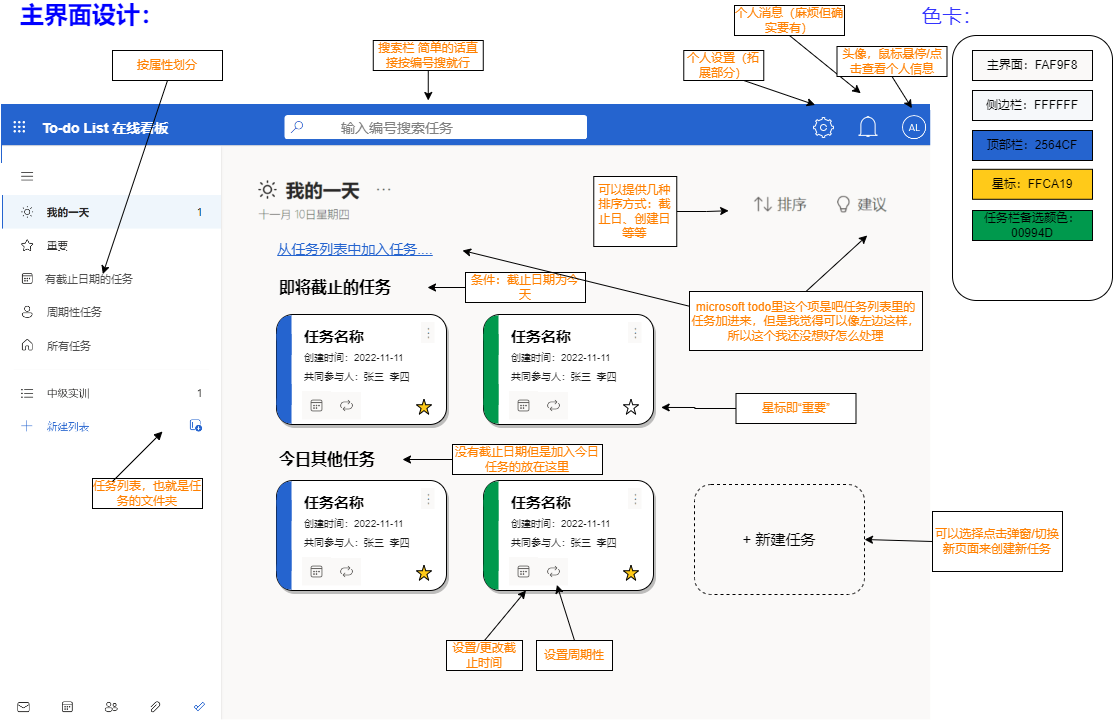 主界面设计：
色卡：
个人消息（麻烦但确
实要有）
搜索栏 简单的话直
接按编号搜就行
按属性划分
个人设置（拓
展部分）
头像，鼠标悬停/点
击查看个人信息
主界面：FAF9F8
侧边栏：FFFFFF
顶部栏：2564CF
星标：FFCA19
任务栏备选颜色：
00994D
To-do List 在线看板
输入编号搜索任务
AL
我的一天
1
重要
有截止日期的任务
周期性任务
所有任务
中级实训
1
新建列表
任务列表，也就是任
务的文件夹
我的一天
...
十一月 10日星期四
可以提供几种
排序方式：截
止日、创建日
等等
排序
建议
从任务列表中加入任务....
即将截止的任务
条件：截止日期为今
天
microsoft todo里这个项是吧任务列表里的
任务加进来，但是我觉得可以像左边这样，
所以这个我还没想好怎么处理
任务名称
创建时间：2022-11-11
共同参与人：张三 李四
任务名称
创建时间：2022-11-11
共同参与人：张三 李四
星标即“重要”
今日其他任务
没有截止日期但是加入今日
任务的放在这里
任务名称
创建时间：2022-11-11
共同参与人：张三 李四
任务名称
创建时间：2022-11-11
共同参与人：张三 李四
+ 新建任务
可以选择点击弹窗/切换
新页面来创建新任务
设置/更改截
止时间
设置周期性